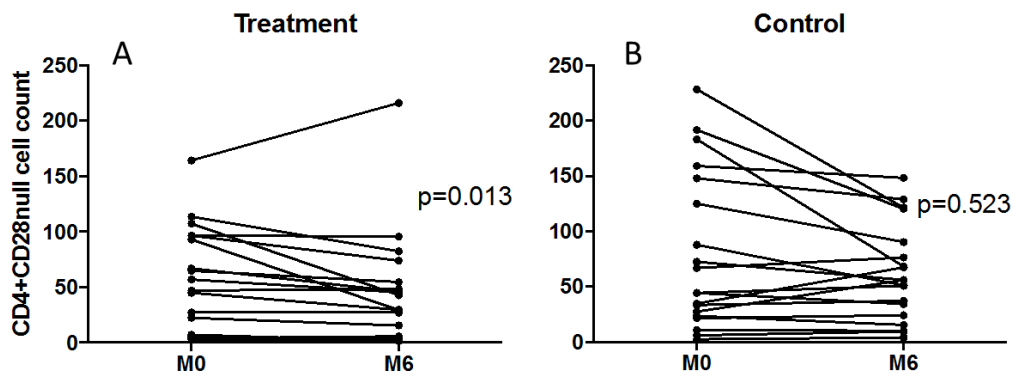 Treatment
A
CD4+CD28null cell count
250
200
150
100
50
0
M0
M6
p=0.013
Control
B
250
200
150
100
50
0
M0
M6
p=0.523